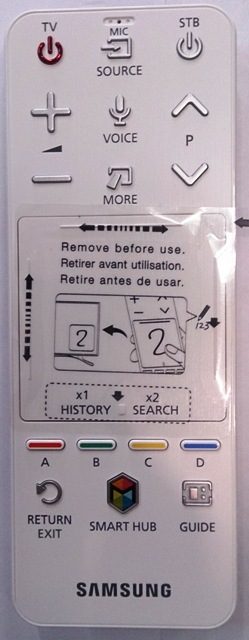 TV
MIC
STB
SOURCE
VOICE
P
MORE
Remove before use.
Retirer avant utilisation.
Retire antes de usar.
2
2
123
x1 x2
HISTORY SEARCH
A B C D
RETURN
EXIT
SMART HUB
GUIDE
SAMSUNG